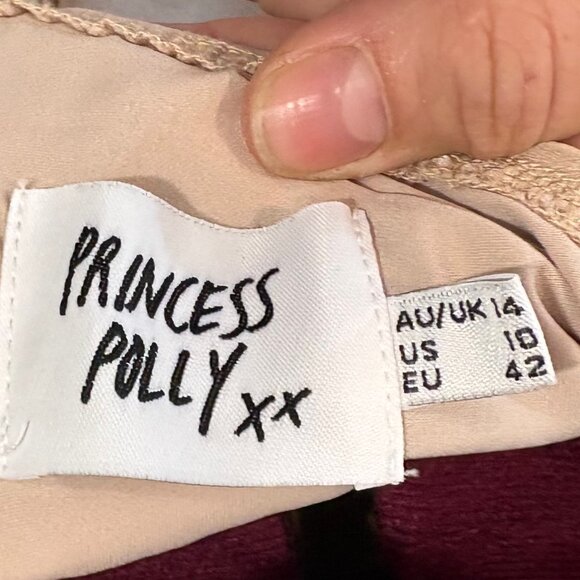 PRINCESS
POLLY xx
AU/UK 14
US 10
EU 42